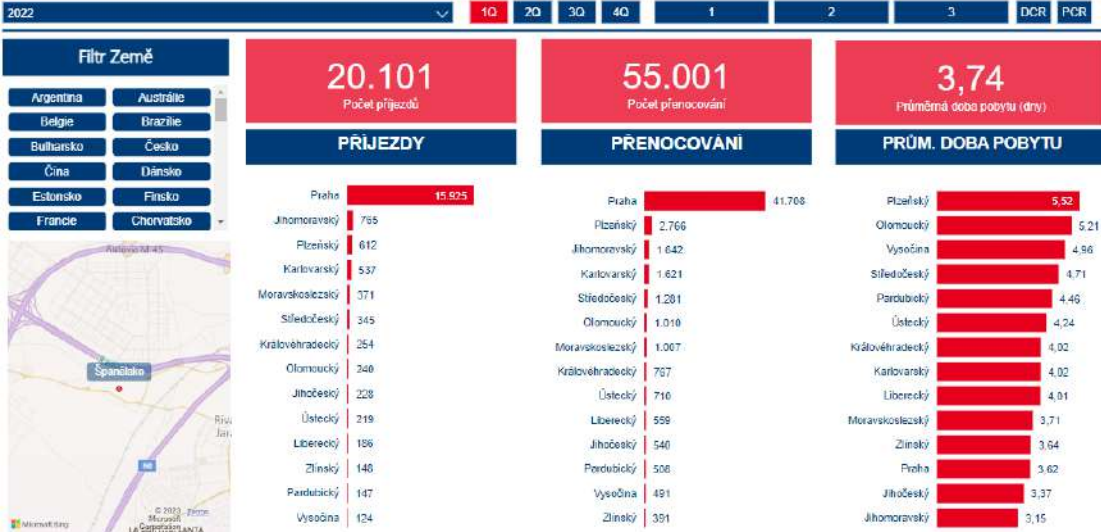 2022
1Q 2Q 3Q 4Q 1 2 3 DCR PCR
Filtr Země
Argentina Austrálie
Belgie Brazílie
Bulharsko Česko
Čína Dánsko
Estonsko Finsko
Francie Chorvatsko
Španělsko
© 2023
Microsoft
Corporation
Microsoft Bing
20.101
Počet příjezdů
PŘÍJEZDY
Praha 15.925
Jihomoravský 765
Plzeňský 612
Karlovarský 537
Moravskoslezský 371
Středočeský 345
Královéhradecký 254
Olomoucký 240
Jihočeský 228
Ústecký 219
Liberecký 186
Zlínský 148
Pardubický 147
Vysočina 124
55.001
Počet přenocování
PŘENOCOVÁNÍ
Praha 41.708
Plzeňský 2.766
Jihomoravský 1.642
Karlovarský 1.621
Středočeský 1.281
Olomoucký 1.010
Moravskoslezský 1.007
Královéhradecký 767
Ústecký 710
Liberecký 559
Jihočeský 540
Pardubický 508
Vysočina 491
Zlínský 391
3,74
Průměrná doba pobytu (dny)
PRŮM. DOBA POBYTU
Plzeňský 5,52
Olomoucký 5,21
Vysočina 4,96
Středočeský 4,71
Pardubický 4,46
Ústecký 4,24
Královéhradecký 4,02
Karlovarský 4,02
Liberecký 4,01
Moravskoslezský 3,71
Zlínský 3,64
Praha 3,62
Jihočeský 3,37
Jihomoravský 3,15